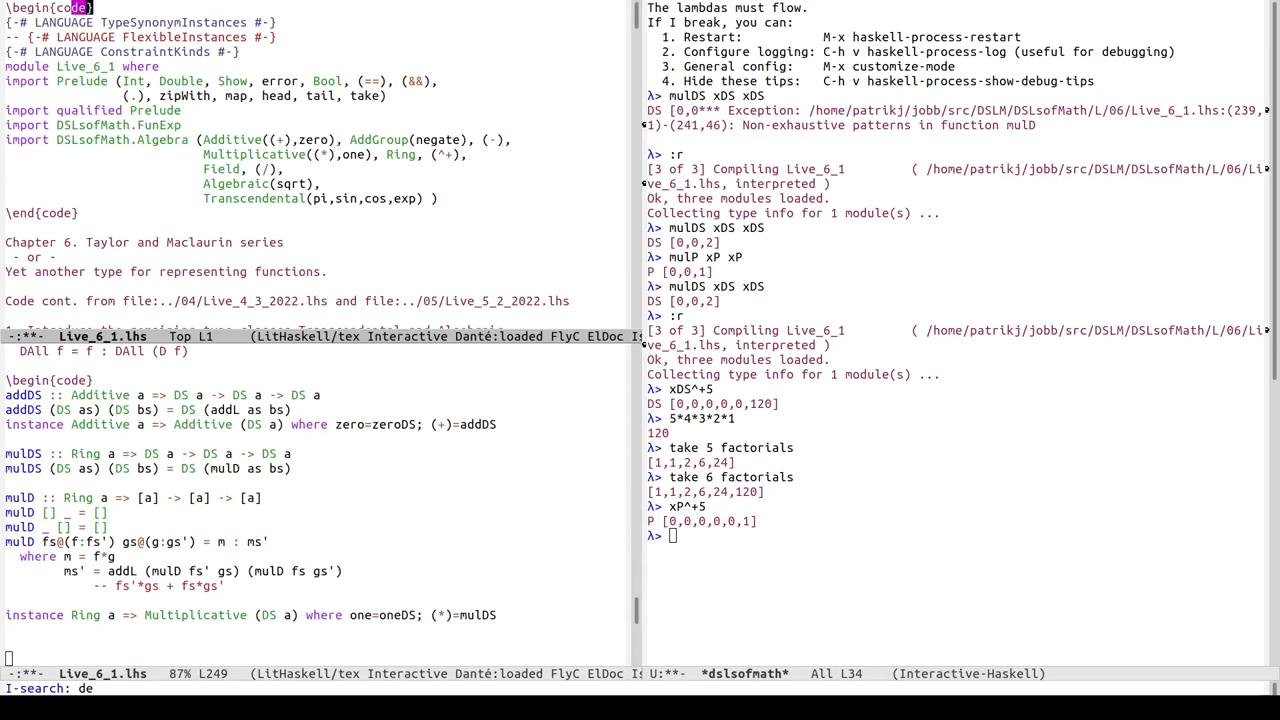 \begin{code}
{-# LANGUAGE TypeSynonymInstances #-}
-- {-# LANGUAGE FlexibleInstances #-}
{-# LANGUAGE ConstraintKinds #-}
module Live_6_1 where
import Prelude (Int, Double, Show, error, Bool, (==), (&&),
                (.), zipWith, map, head, tail, take)
import qualified Prelude
import DSLsofMath.FunExp
import DSLsofMath.Algebra (Additive((+),zero), AddGroup(negate), (-),
                           Multiplicative((*),one), Ring, (^+),
                           Field, (/),
                           Algebraic(sqrt),
                           Transcendental(pi,sin,cos,exp) )
\end{code}

Chapter 6. Taylor and Maclaurin series
 - or -
Yet another type for representing functions.

Code cont. from file:../04/Live_4_3_2022.lhs and file:../05/Live_5_2_2022.lhs

-:**-  Live_6_1.lhs   Top L1     (LitHaskell/tex Interactive Danté:loaded FlyC ElDoc Is
  DAll f = f : DAll (D f)

\begin{code}
addDS :: Additive a => DS a -> DS a -> DS a
addDS (DS as) (DS bs) = DS (addL as bs)
instance Additive a => Additive (DS a) where zero=zeroDS; (+)=addDS

mulDS :: Ring a => DS a -> DS a -> DS a
mulDS (DS as) (DS bs) = DS (mulD as bs)

mulD :: Ring a => [a] -> [a] -> [a]
mulD [] _ = []
mulD _ [] = []
mulD fs@(f:fs') gs@(g:gs') = m : ms'
  where m = f*g
        ms' = addL (mulD fs' gs) (mulD fs gs')
            -- fs'*gs + fs*gs'

instance Ring a => Multiplicative (DS a) where one=oneDS; (*)=mulDS

-:**-  Live_6_1.lhs   87% L249   (LitHaskell/tex Interactive Danté:loaded FlyC ElDoc Is
I-search: de
The lambdas must flow.
If I break, you can:
  1. Restart:           M-x haskell-process-restart
  2. Configure logging: C-h v haskell-process-log (useful for debugging)
  3. General config:    M-x customize-mode
  4. Hide these tips:   C-h v haskell-process-show-debug-tips
λ> mulDS xDS xDS
DS [0,0*** Exception: /home/patrikj/jobb/src/DSLM/DSLsofMath/L/06/Live_6_1.lhs:(239,
1)-(241,46): Non-exhaustive patterns in function mulD

λ> :r
[3 of 3] Compiling Live_6_1         ( /home/patrikj/jobb/src/DSLM/DSLsofMath/L/06/Li
ve_6_1.lhs, interpreted )
Ok, three modules loaded.
Collecting type info for 1 module(s) ...
λ> mulDS xDS xDS
DS [0,0,2]
λ> mulP xP xP
P [0,0,1]
λ> mulDS xDS xDS
DS [0,0,2]
λ> :r
[3 of 3] Compiling Live_6_1         ( /home/patrikj/jobb/src/DSLM/DSLsofMath/L/06/Li
ve_6_1.lhs, interpreted )
Ok, three modules loaded.
Collecting type info for 1 module(s) ...
λ> xDS^+5
DS [0,0,0,0,0,120]
λ> 5*4*3*2*1
120
λ> take 5 factorials
[1,1,2,6,24]
λ> take 6 factorials
[1,1,2,6,24,120]
λ> xP^+5
P [0,0,0,0,0,1]
λ>
U:**-  *dslsofmath*   All L34    (Interactive-Haskell)